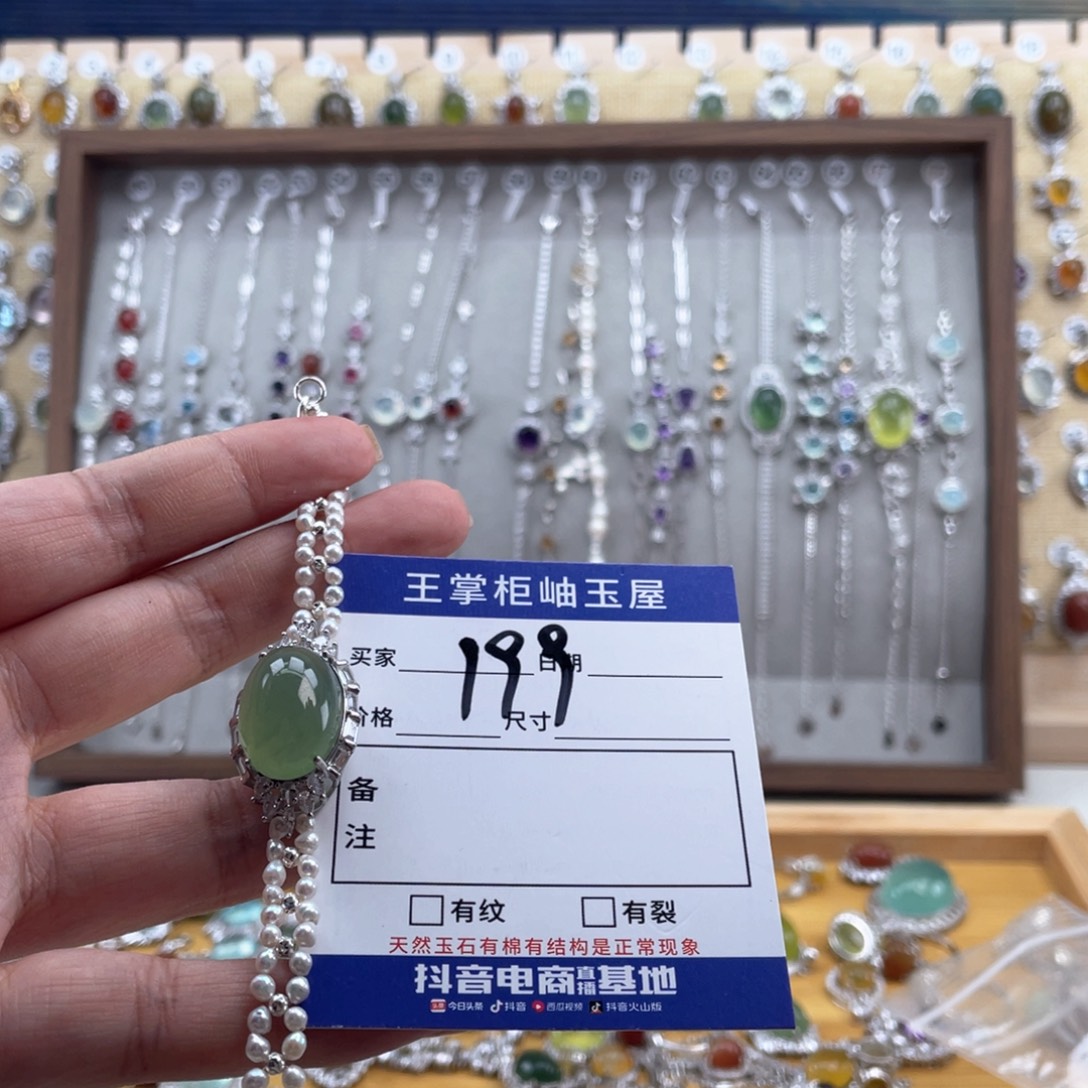 王掌柜岫玉屋
199
买家 日期
价格 尺寸
备
注
有纹 有裂
天然玉石有棉有结构是正常现象
抖音电商直播基地
头条 今日头条 抖音 西瓜视频 抖音火山版